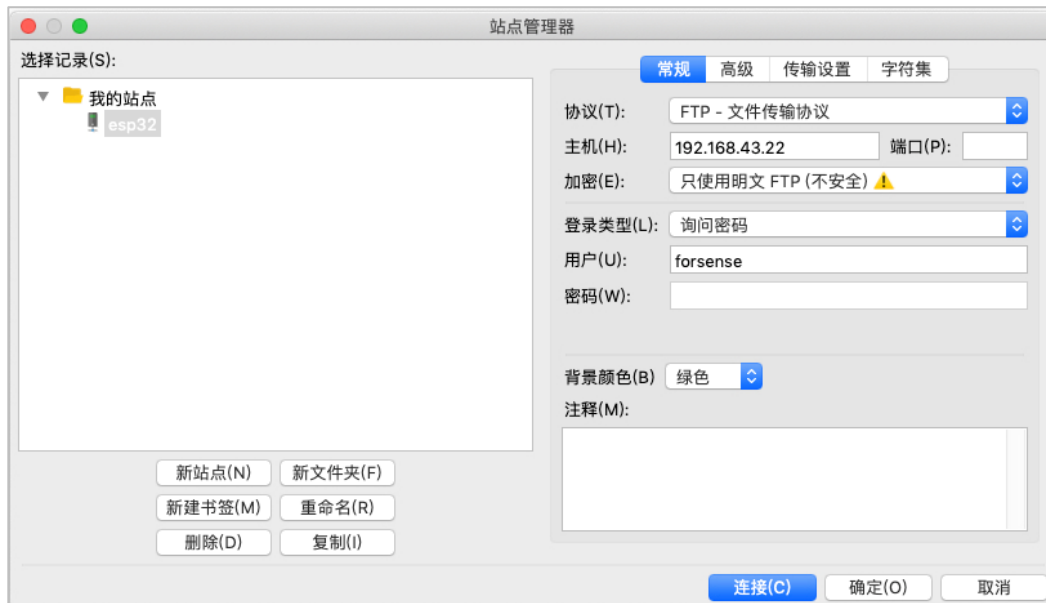 站点管理器
选择记录(S):
我的站点
esp32
新站点(N) 新文件夹(F)
新建书签(M) 重命名(R)
删除(D) 复制(I)
常规 高级 传输设置 字符集
协议(T): FTP - 文件传输协议
主机(H): 192.168.43.22 端口(P):
加密(E): 只使用明文 FTP (不安全)
登录类型(L): 询问密码
用户(U): forsense
密码(W):
背景颜色(B) 绿色
注释(M):
连接(C) 确定(O) 取消